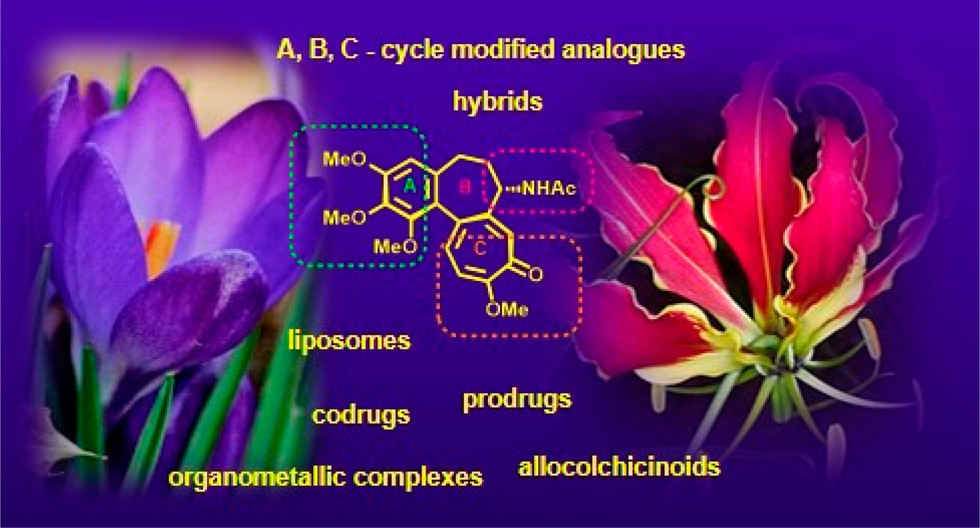 A, B, C - cycle modified analogues
hybrids
MeO
A
B
NHAc
MeO
MeO
C
O
OMe
liposomes
prodrugs
codrugs
allocolchicinoids
organometallic complexes